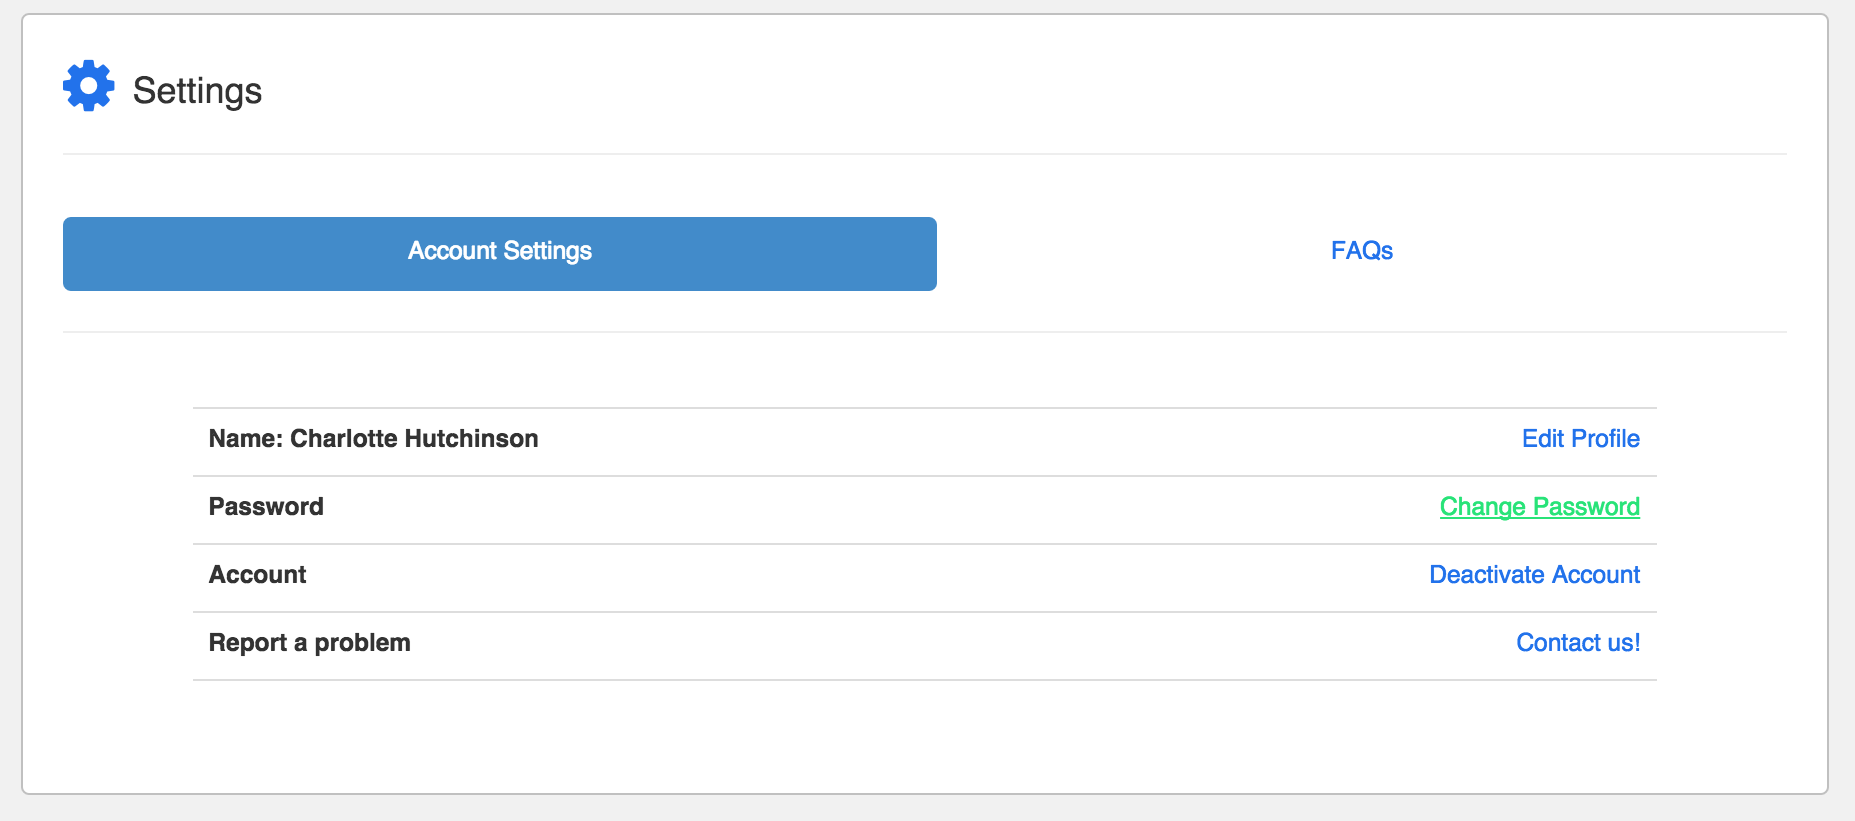 Settings
Account Settings
FAQs
Name: Charlotte Hutchinson
Edit Profile
Password
Change Password
Account
Deactivate Account
Report a problem
Contact us!